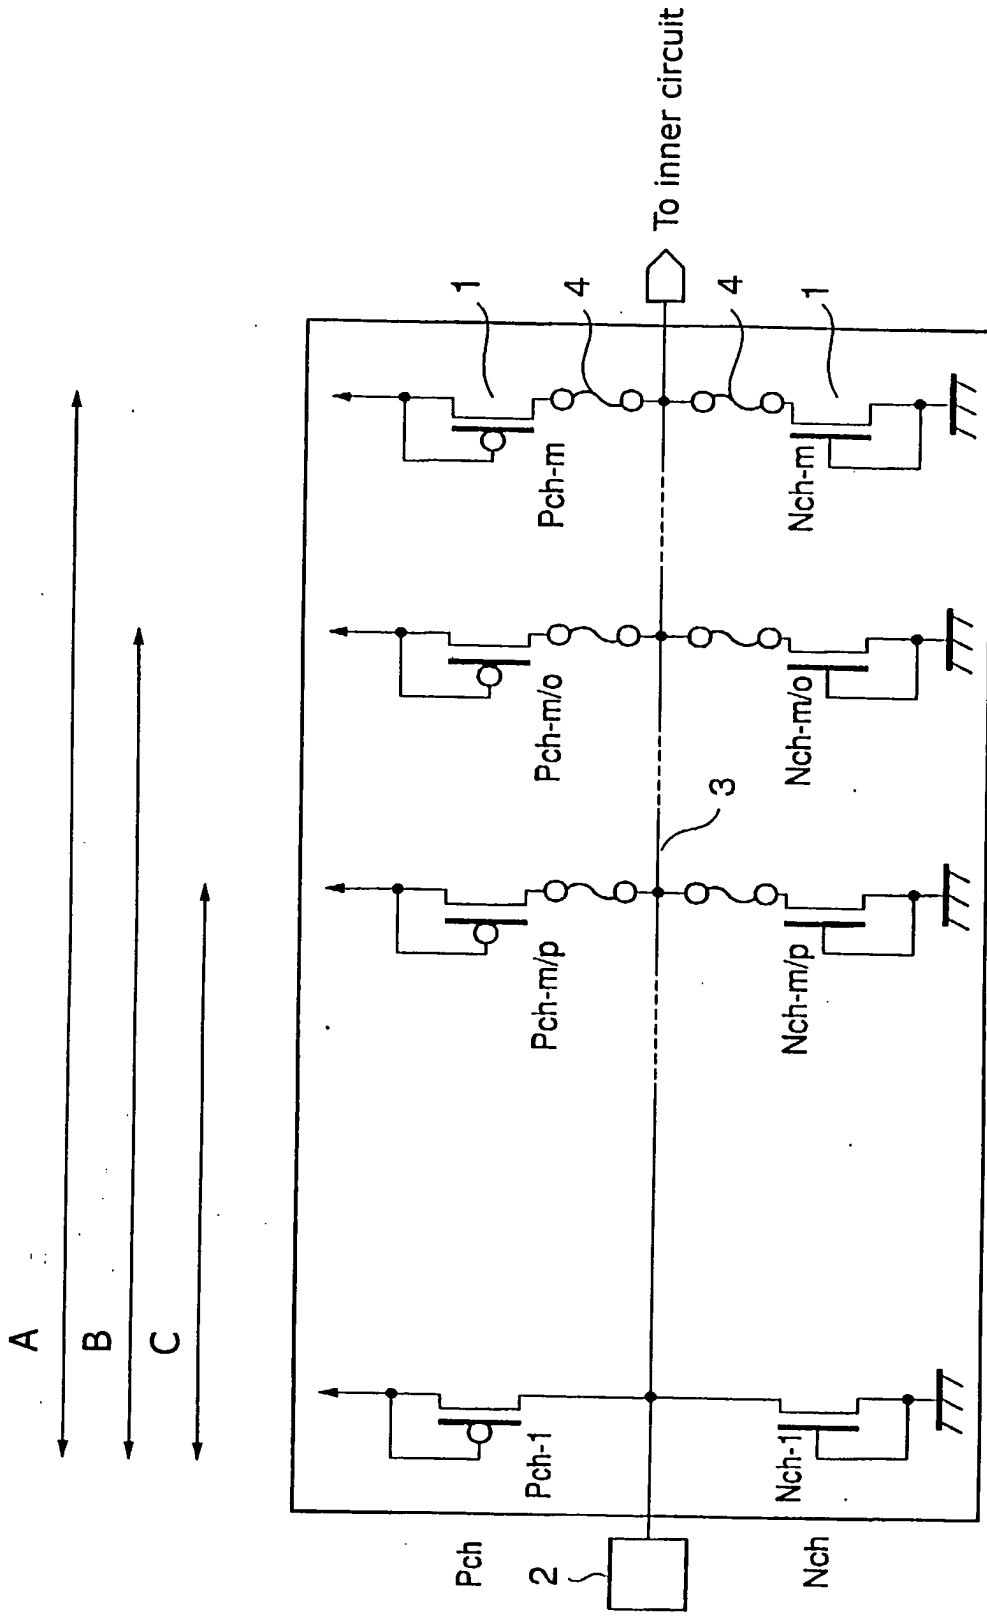 A
B
C
Pch
Pch-1
Pch-m/p
Pch-m/o
Pch-m
1
4
2
3
To inner circuit
4
1
Nch
Nch-1
Nch-m/p
Nch-m/o
Nch-m